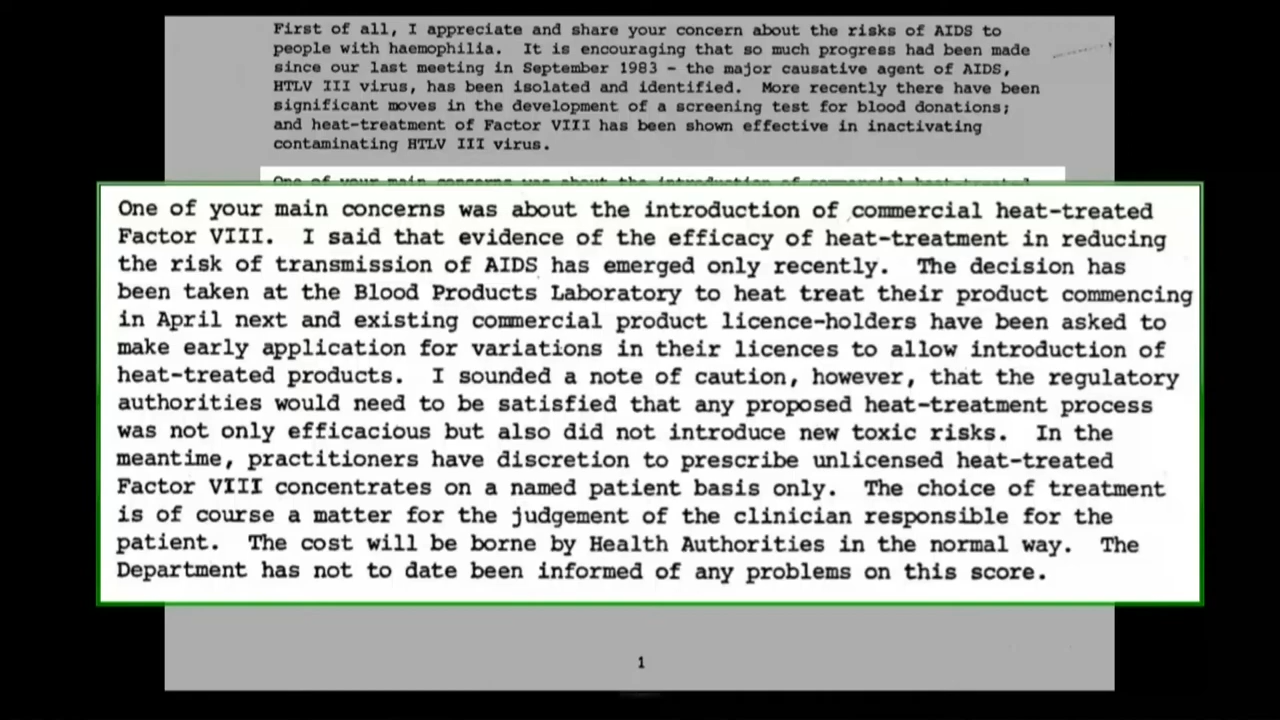 First of all, I appreciate and share your concern about the risks of AIDS to
people with haemophilia. It is encouraging that so much progress had been made
since our last meeting in September 1983 - the major causative agent of AIDS,
HTLV III virus, has been isolated and identified. More recently there have been
significant moves in the development of a screening test for blood donations;
and heat-treatment of Factor VIII has been shown effective in inactivating
contaminating HTLV III virus.
One of your main concerns was about the introduction of commercial heat-treated
One of your main concerns was about the introduction of commercial heat-treated
Factor VIII. I said that evidence of the efficacy of heat-treatment in reducing
the risk of transmission of AIDS has emerged only recently. The decision has
been taken at the Blood Products Laboratory to heat treat their product commencing
in April next and existing commercial product licence-holders have been asked to
make early application for variations in their licences to allow introduction of
heat-treated products. I sounded a note of caution, however, that the regulatory
authorities would need to be satisfied that any proposed heat-treatment process
was not only efficacious but also did not introduce new toxic risks. In the
meantime, practitioners have discretion to prescribe unlicensed heat-treated
Factor VIII concentrates on a named patient basis only. The choice of treatment
is of course a matter for the judgement of the clinician responsible for the
patient. The cost will be borne by Health Authorities in the normal way. The
Department has not to date been informed of any problems on this score.
1